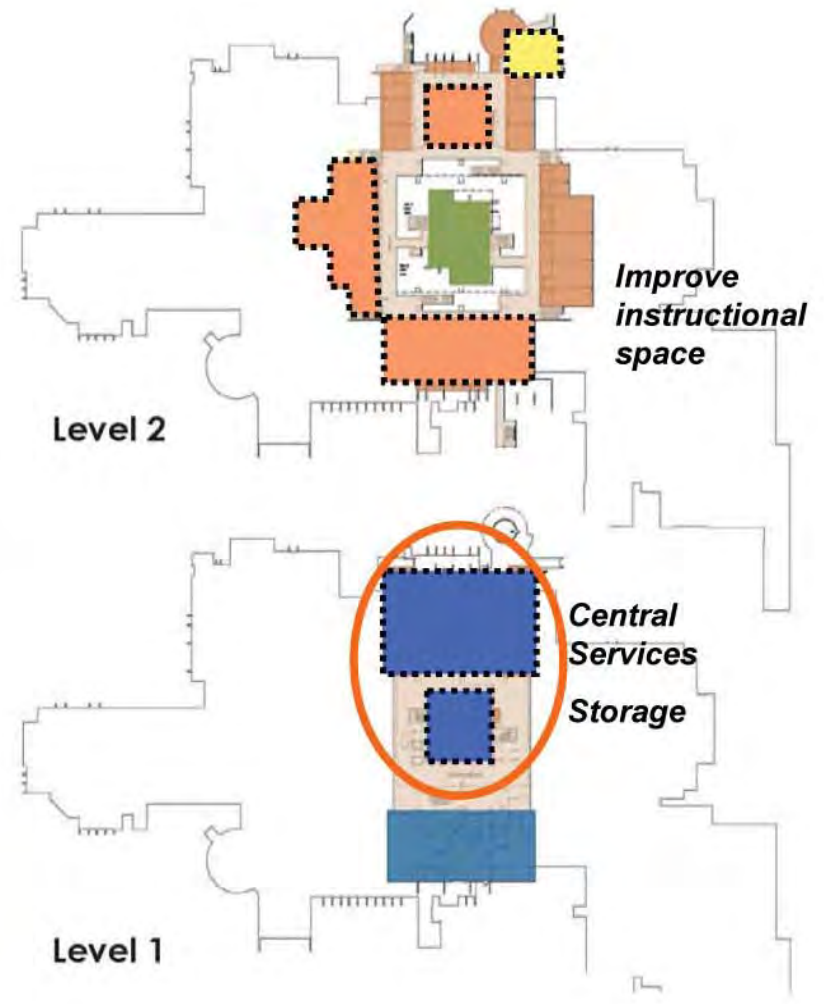 Improve
instructional
space
Level 2
Central
Services
Storage
Level 1